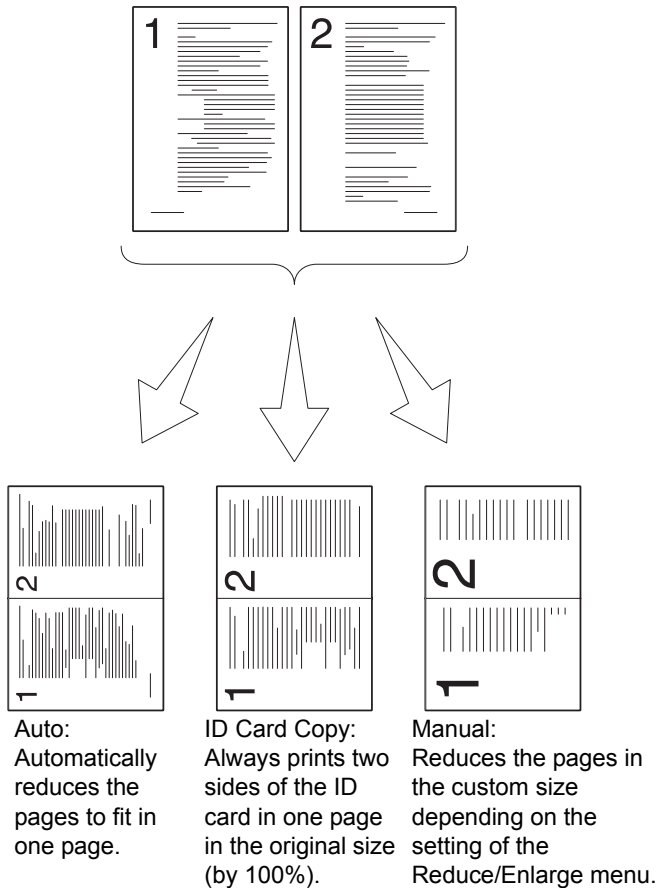 1
2
2
1
2
1
2
1
Auto:
Automatically
reduces the
pages to fit in
one page.
ID Card Copy:
Always prints two
sides of the ID
card in one page
in the original size
(by 100%).
Manual:
Reduces the pages in
the custom size
depending on the
setting of the
Reduce/Enlarge menu.